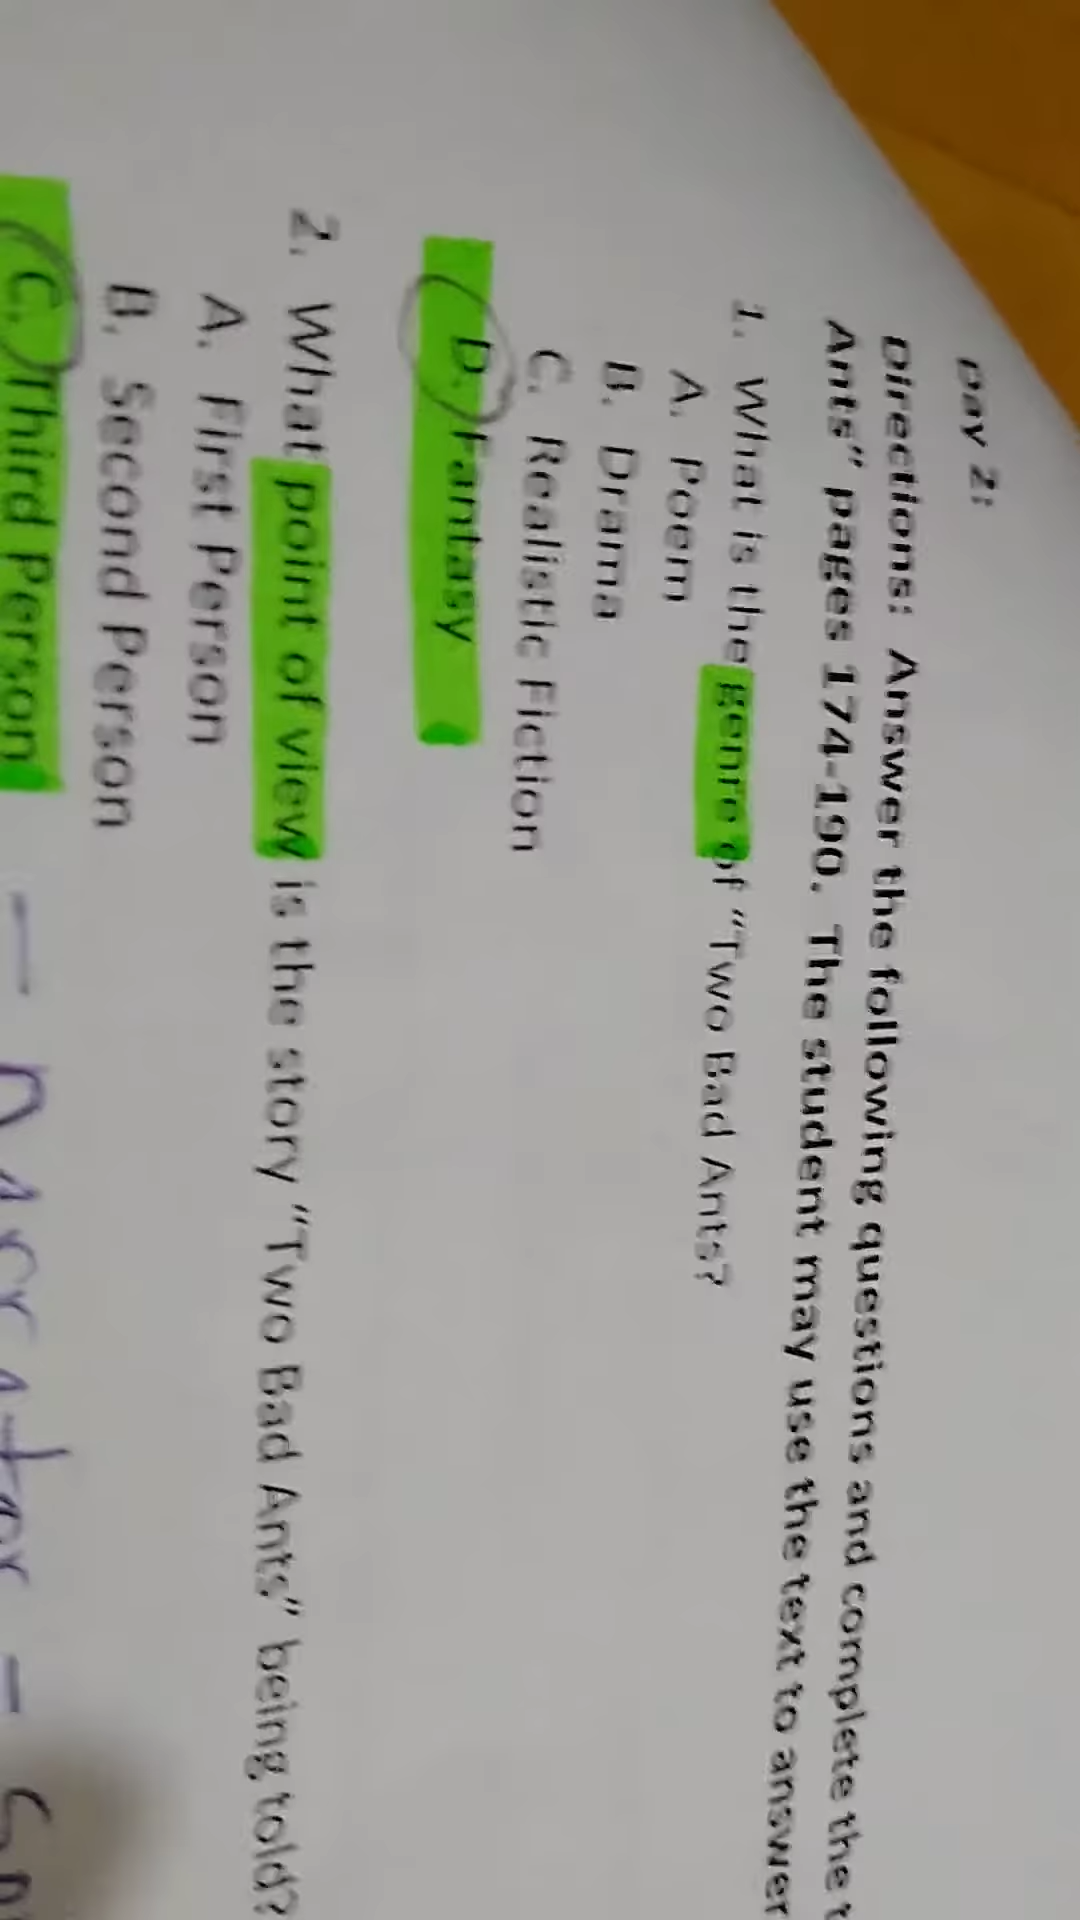 Day 2:
Directions: Answer the following questions and complete the
Ants" pages 174-190. The student may use the text to answer
1. What is the genre of "Two Bad Ants?
A. Poem
B. Drama
C. Realistic Fiction
D. Fantasy
2. What point of view is the story "Two Bad Ants" being told?
A. First Person
B. Second Person
C. Third Person - narrator -